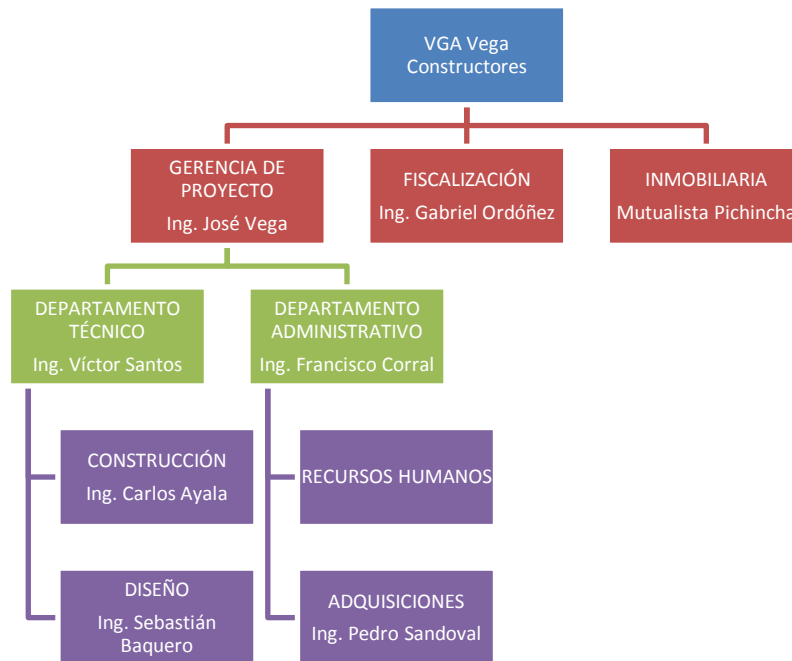 VGA Vega
Constructores
GERENCIA DE
PROYECTO
Ing. José Vega
FISCALIZACIÓN
Ing. Gabriel Ordóñez
INMOBILIARIA
Mutualista Pichincha
DEPARTAMENTO
TÉCNICO
Ing. Víctor Santos
DEPARTAMENTO
ADMINISTRATIVO
Ing. Francisco Corral
CONSTRUCCIÓN
Ing. Carlos Ayala
RECURSOS HUMANOS
DISEÑO
Ing. Sebastián
Baquero
ADQUISICIONES
Ing. Pedro Sandoval